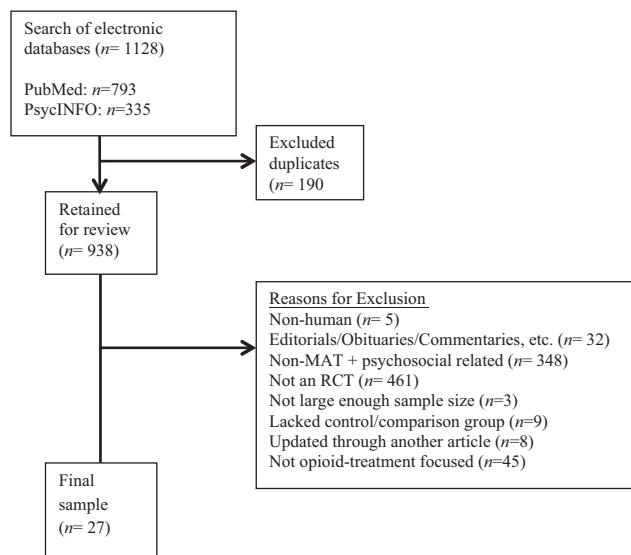 Search of electronic
databases (n= 1128)
PubMed: n=793
PsycINFO: n=335
Excluded
duplicates
(n= 190
Retained
for review
(n= 938)
Reasons for Exclusion
Non-human (n= 5)
Editorials/Obituaries/Commentaries, etc. (n= 32)
Non-MAT + psychosocial related (n= 348)
Not an RCT (n= 461)
Not large enough sample size (n=3)
Lacked control/comparison group (n=9)
Updated through another article (n=8)
Not opioid-treatment focused (n=45)
Final
sample
(n= 27)